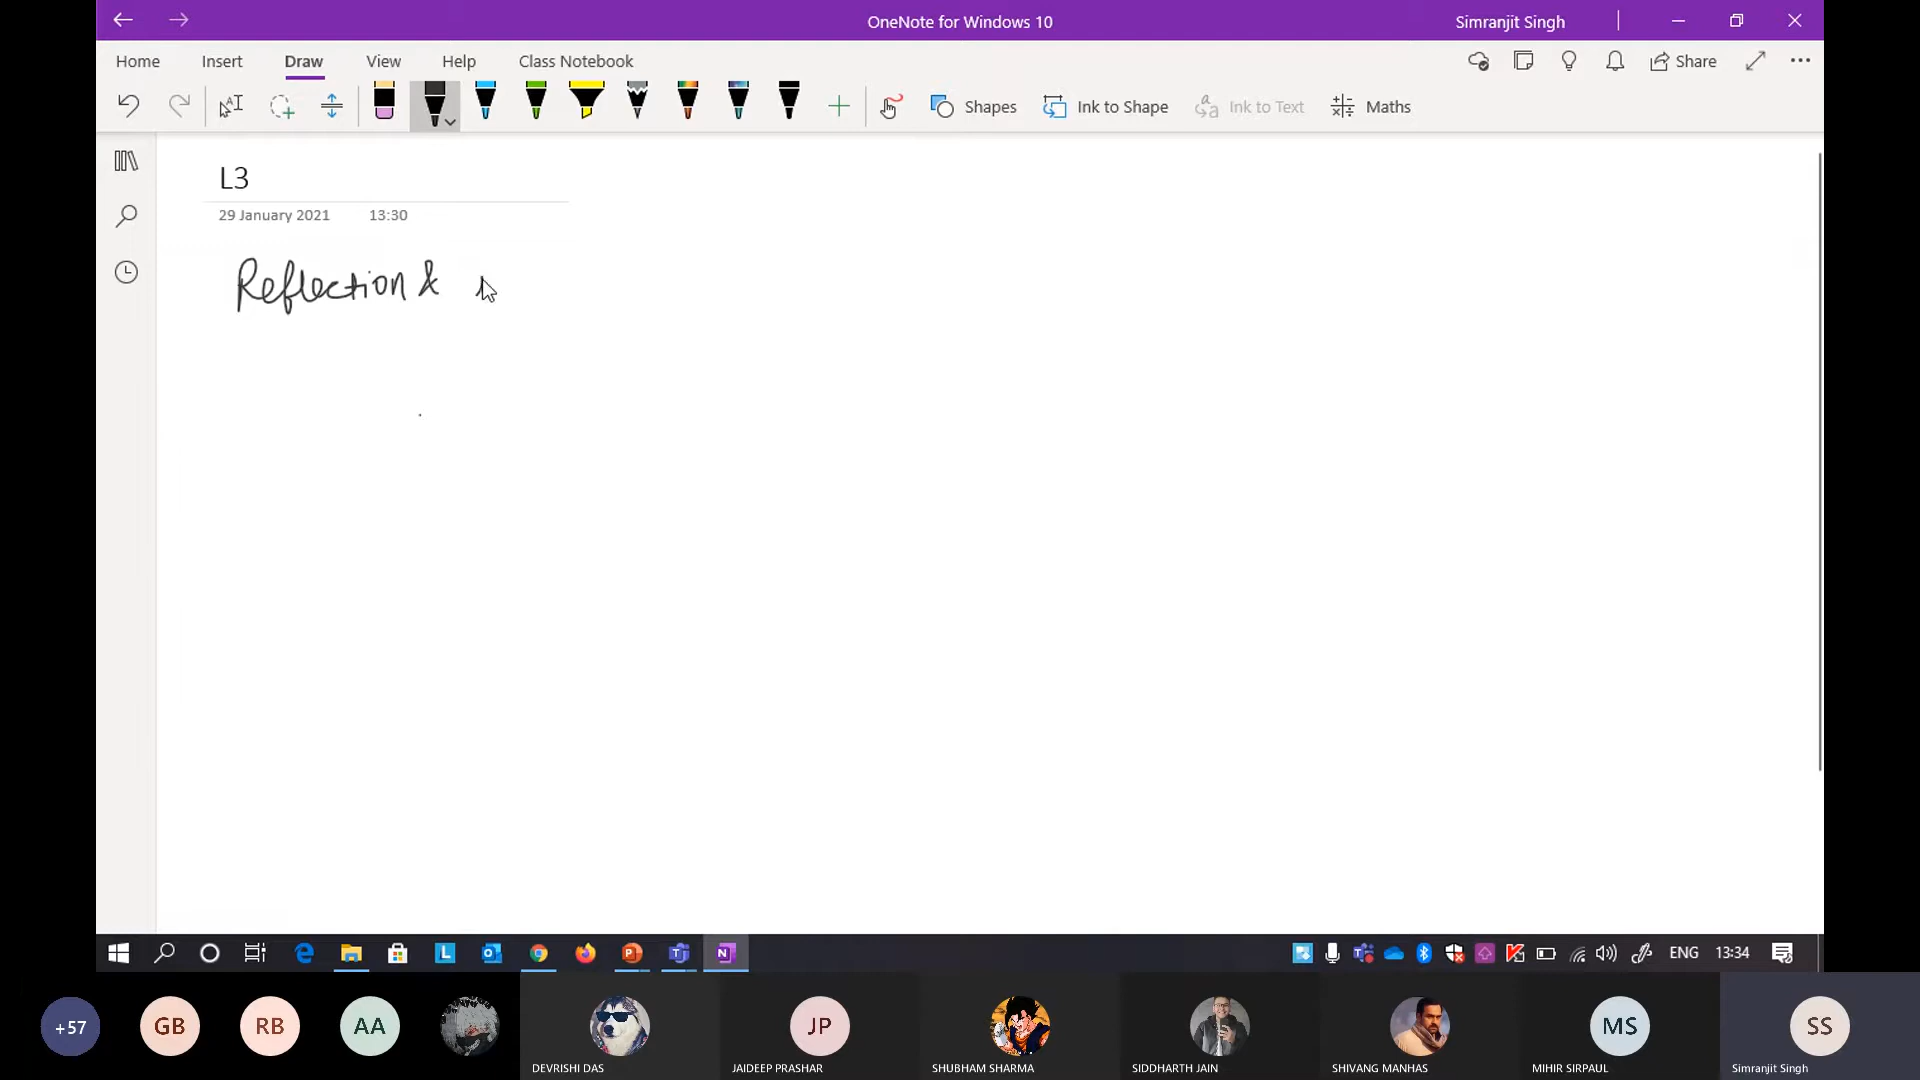 OneNote for Windows 10 Simranjit Singh
Home Insert Draw View Help Class Notebook Share
Shapes Ink to Shape Ink to Text Maths
L3
29 January 2021 13:30
Reflection &
ENG 13:34
+57 GB RB AA JP MS SS
DEVRISHI DAS JAIDEEP PRASHAR SHUBHAM SHARMA SIDDHARTH JAIN SHIVANG MANHAS MIHIR SIRPAUL Simranjit Singh